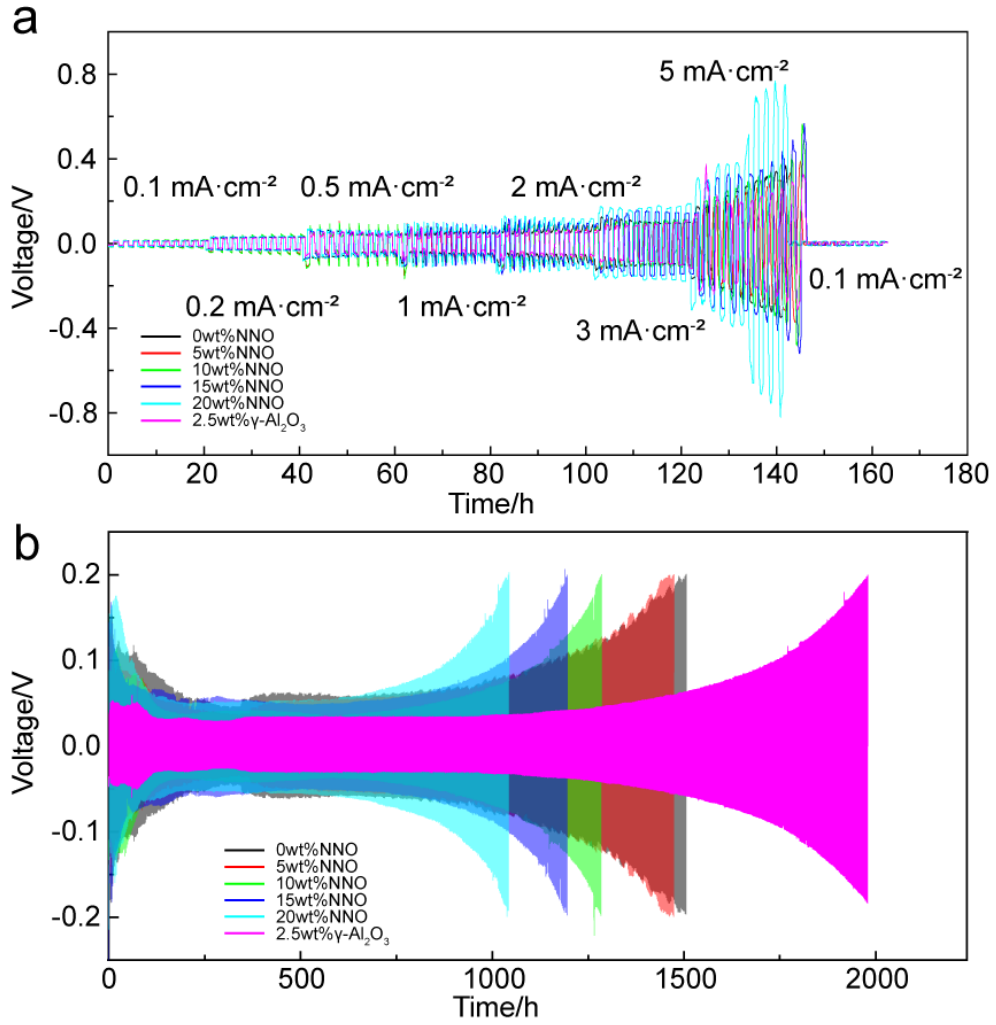 a
0.8
0.4
0.0
-0.4
-0.8
Voltage/V
5 mA·cm⁻²
0.1 mA·cm⁻²
0.5 mA·cm⁻²
2 mA·cm⁻²
0.2 mA·cm⁻²
1 mA·cm⁻²
3 mA·cm⁻²
0.1 mA·cm⁻²
0wt%NNO
5wt%NNO
10wt%NNO
15wt%NNO
20wt%NNO
2.5wt%γ-Al₂O₃
0 20 40 60 80 100 120 140 160 180
Time/h
b
0.2
0.1
0.0
-0.1
-0.2
Voltage/V
0wt%NNO
5wt%NNO
10wt%NNO
15wt%NNO
20wt%NNO
2.5wt%γ-Al₂O₃
0 500 1000 1500 2000
Time/h